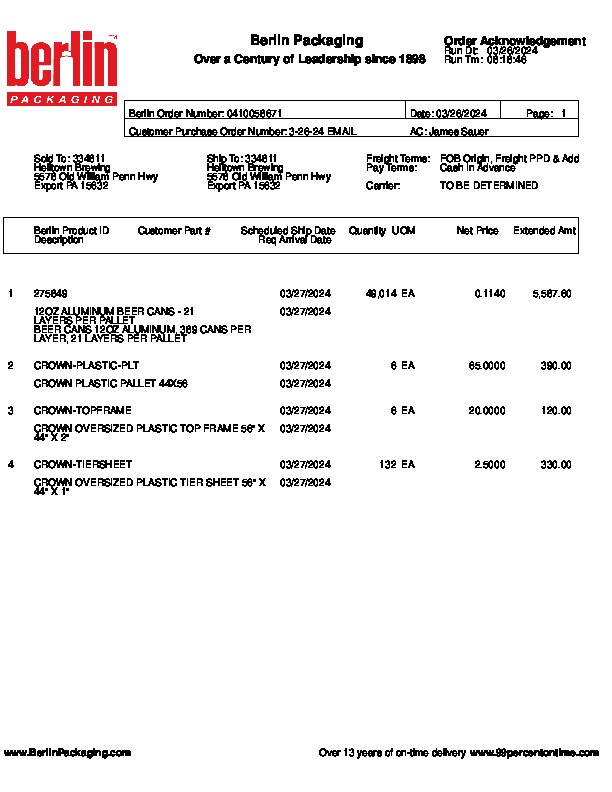 berlin™
PACKAGING
Berlin Packaging
Over a Century of Leadership since 1898
Order Acknowledgement
Run Dt: 03/26/2024
Run Tm: 08:18:46
Berlin Order Number: 0410056671 Date: 03/26/2024 Page: 1
Customer Purchase Order Number: 3-26-24 EMAIL AC: James Sauer
Sold To: 334811 Ship To: 334811 Freight Terms: FOB Origin, Freight PPD & Add
Helltown Brewing Helltown Brewing Pay Terms: Cash In Advance
5578 Old William Penn Hwy 5578 Old William Penn Hwy
Export PA 15632 Export PA 15632 Carrier: TO BE DETERMINED
Berlin Product ID Customer Part # Scheduled Ship Date Quantity UOM Net Price Extended Amt
Description Req Arrival Date
1 275849 03/27/2024 49,014 EA 0.1140 5,587.60
12OZ ALUMINUM BEER CANS - 21 03/27/2024
LAYERS PER PALLET
BEER CANS 12OZ ALUMINUM, 389 CANS PER
LAYER, 21 LAYERS PER PALLET
2 CROWN-PLASTIC-PLT 03/27/2024 6 EA 65.0000 390.00
CROWN PLASTIC PALLET 44X56 03/27/2024
3 CROWN-TOPFRAME 03/27/2024 6 EA 20.0000 120.00
CROWN OVERSIZED PLASTIC TOP FRAME 56" X 03/27/2024
44" X 2"
4 CROWN-TIERSHEET 03/27/2024 132 EA 2.5000 330.00
CROWN OVERSIZED PLASTIC TIER SHEET 56" X 03/27/2024
44" X 1"
www.BerlinPackaging.com Over 13 years of on-time delivery www.99percentontime.com